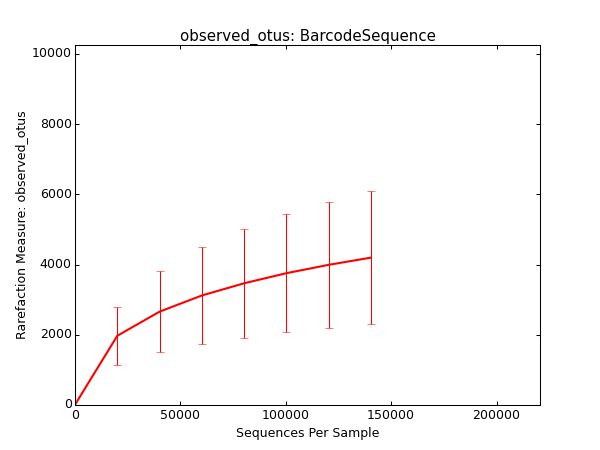 observed_otus: BarcodeSequence
10000
8000
6000
4000
2000
0
Rarefaction Measure: observed_otus
0 50000 100000 150000 200000
Sequences Per Sample